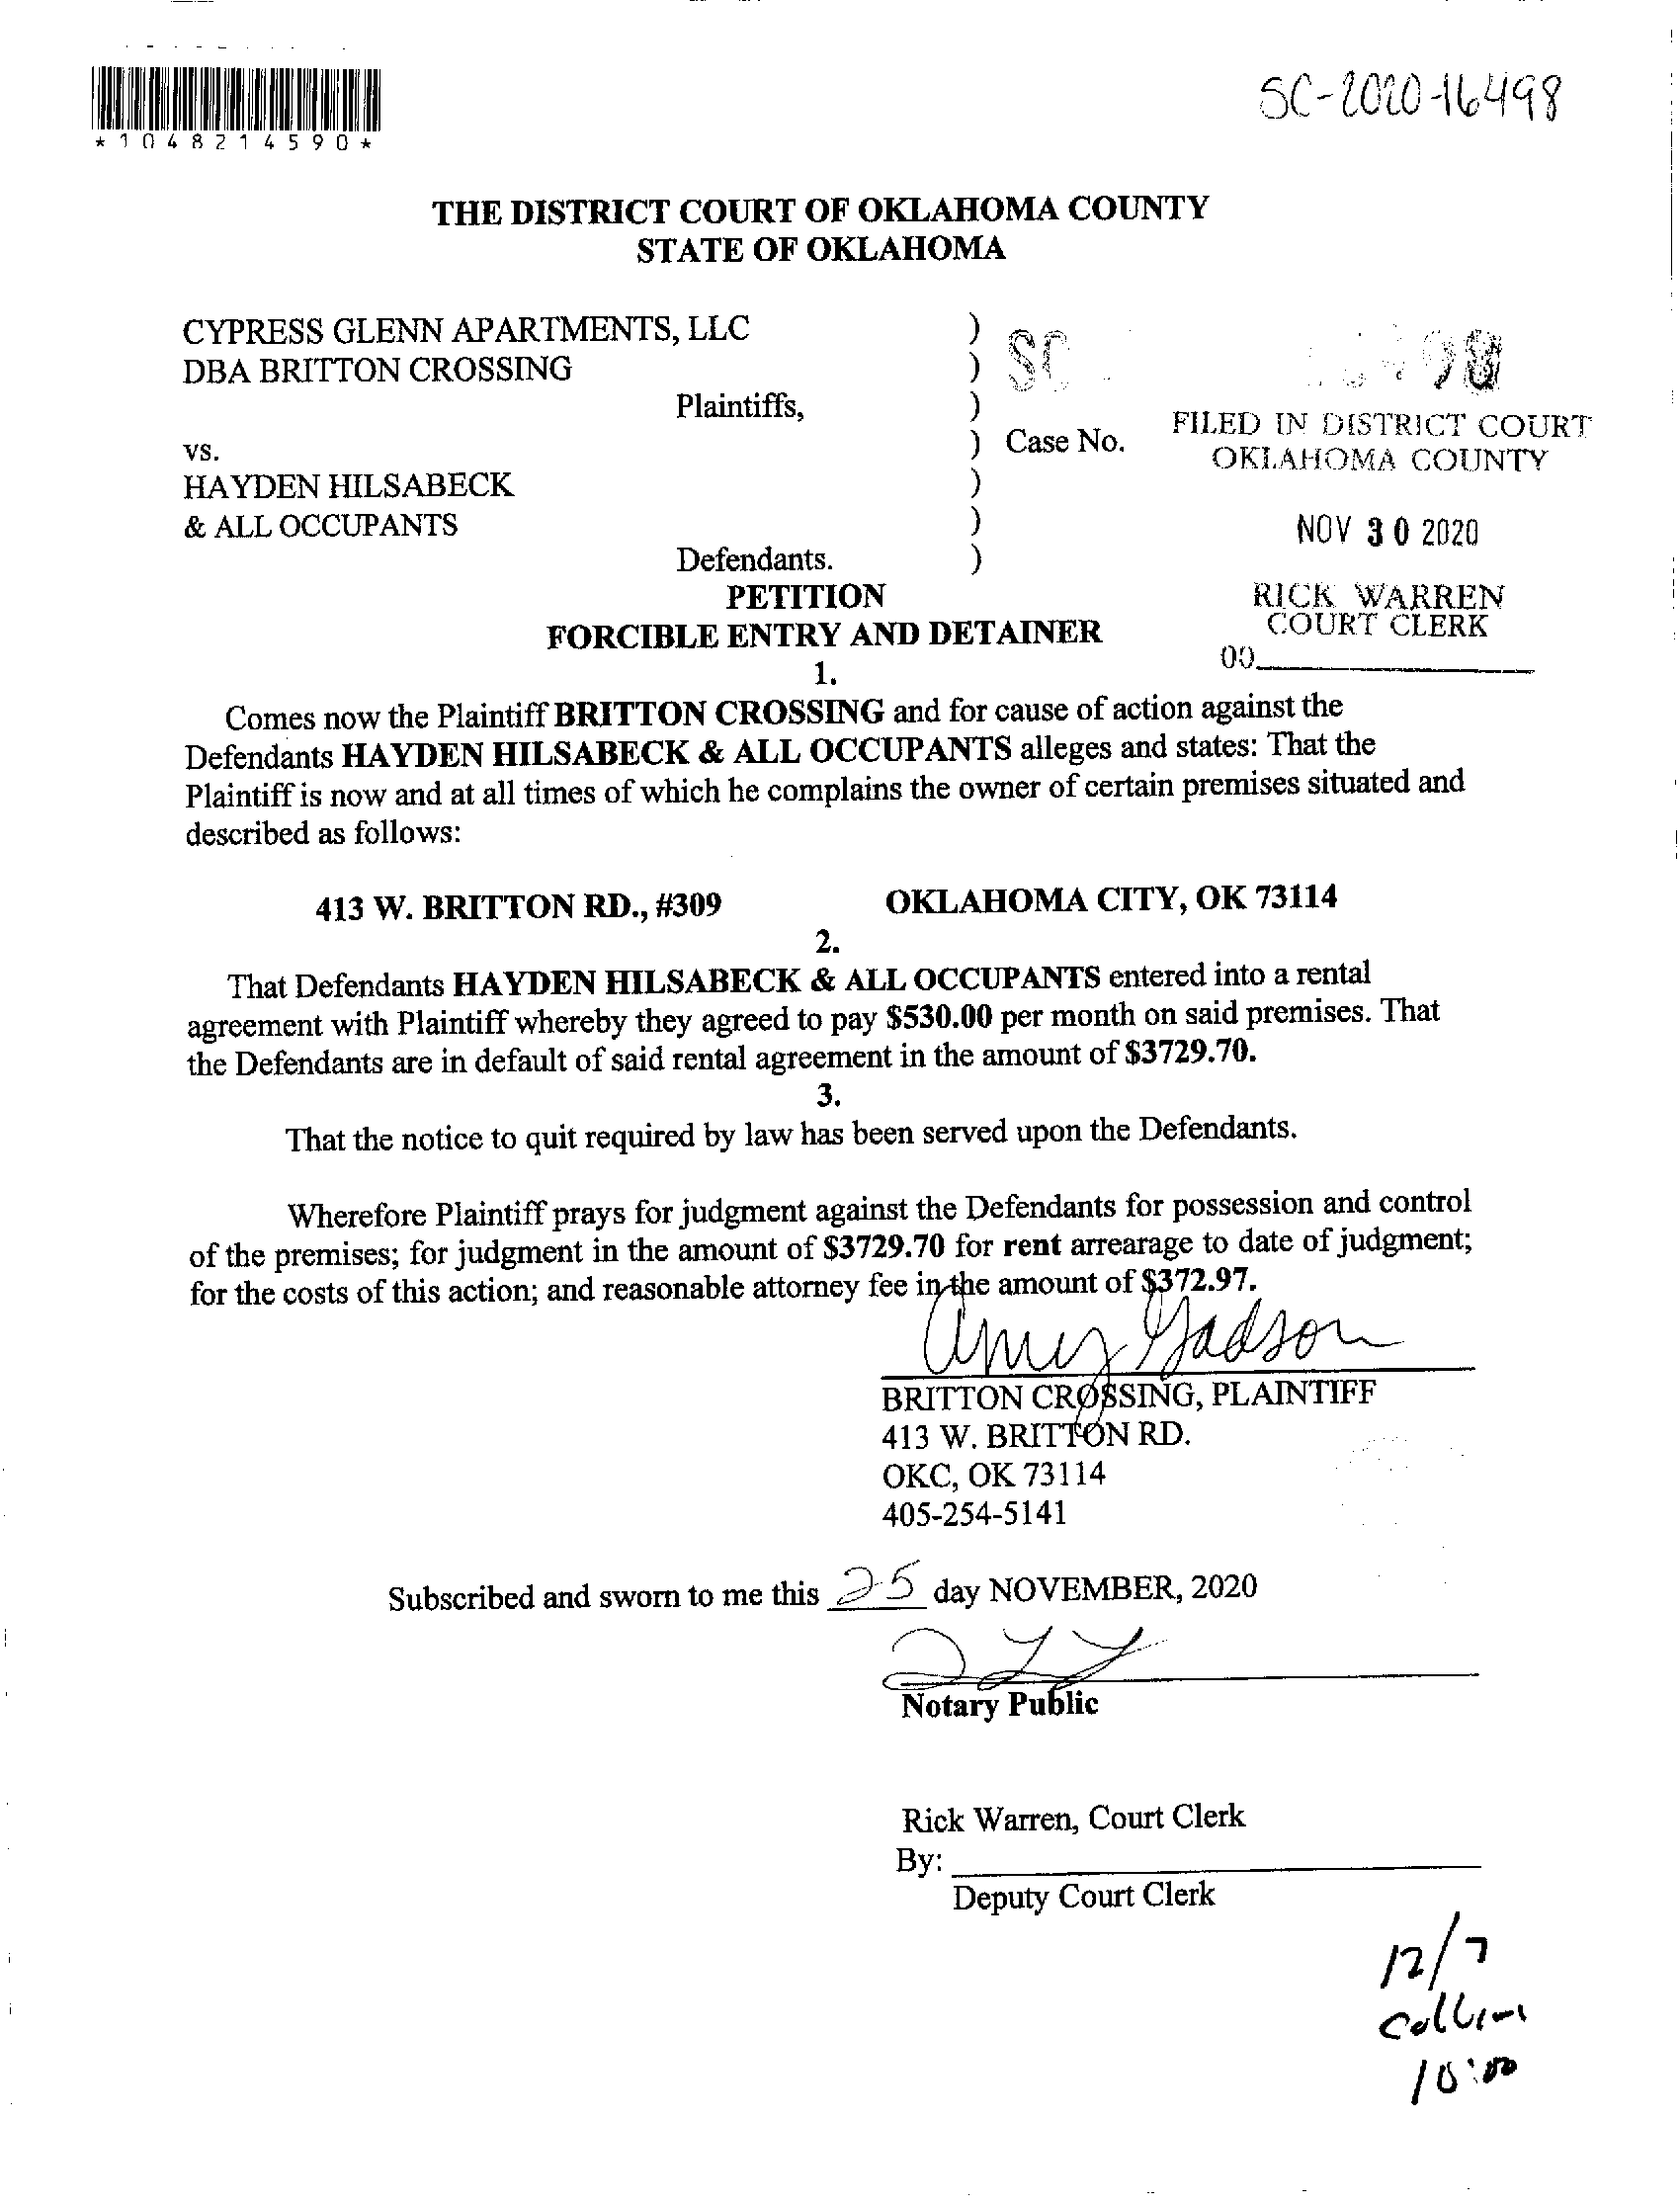 *1048214590*
SC-2020-16498
THE DISTRICT COURT OF OKLAHOMA COUNTY
STATE OF OKLAHOMA
CYPRESS GLENN APARTMENTS, LLC )
DBA BRITTON CROSSING ) SC 98
Plaintiffs, )
vs. ) Case No.
HAYDEN HILSABECK )
& ALL OCCUPANTS )
Defendants. )
FILED IN DISTRICT COURT
OKLAHOMA COUNTY
NOV 30 2020
RICK WARREN
COURT CLERK
PETITION
FORCIBLE ENTRY AND DETAINER
1.
Comes now the Plaintiff BRITTON CROSSING and for cause of action against the
Defendants HAYDEN HILSABECK & ALL OCCUPANTS alleges and states: That the
Plaintiff is now and at all times of which he complains the owner of certain premises situated and
described as follows:
413 W. BRITTON RD., #309 OKLAHOMA CITY, OK 73114
2.
That Defendants HAYDEN HILSABECK & ALL OCCUPANTS entered into a rental
agreement with Plaintiff whereby they agreed to pay $530.00 per month on said premises. That
the Defendants are in default of said rental agreement in the amount of $3729.70.
3.
That the notice to quit required by law has been served upon the Defendants.
Wherefore Plaintiff prays for judgment against the Defendants for possession and control
of the premises; for judgment in the amount of $3729.70 for rent arrearage to date of judgment;
for the costs of this action; and reasonable attorney fee in the amount of $372.97.
Amy Gadson
BRITTON CROSSING, PLAINTIFF
413 W. BRITTON RD.
OKC, OK 73114
405-254-5141
Subscribed and sworn to me this 25 day NOVEMBER, 2020
Notary Public
Rick Warren, Court Clerk
By:
Deputy Court Clerk
12/7
Collins
10:00